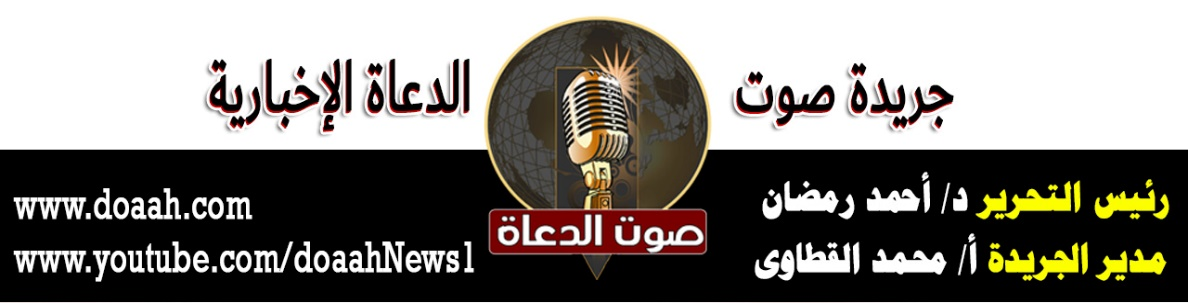 جريدة صوت الدعاة الإخبارية
صوت الدعاة
رئيس التحرير د/ أحمد رمضان
مدير الجريدة أ/ محمد القطاوى
www.doaah.com
www.youtube.com/doaahNews1